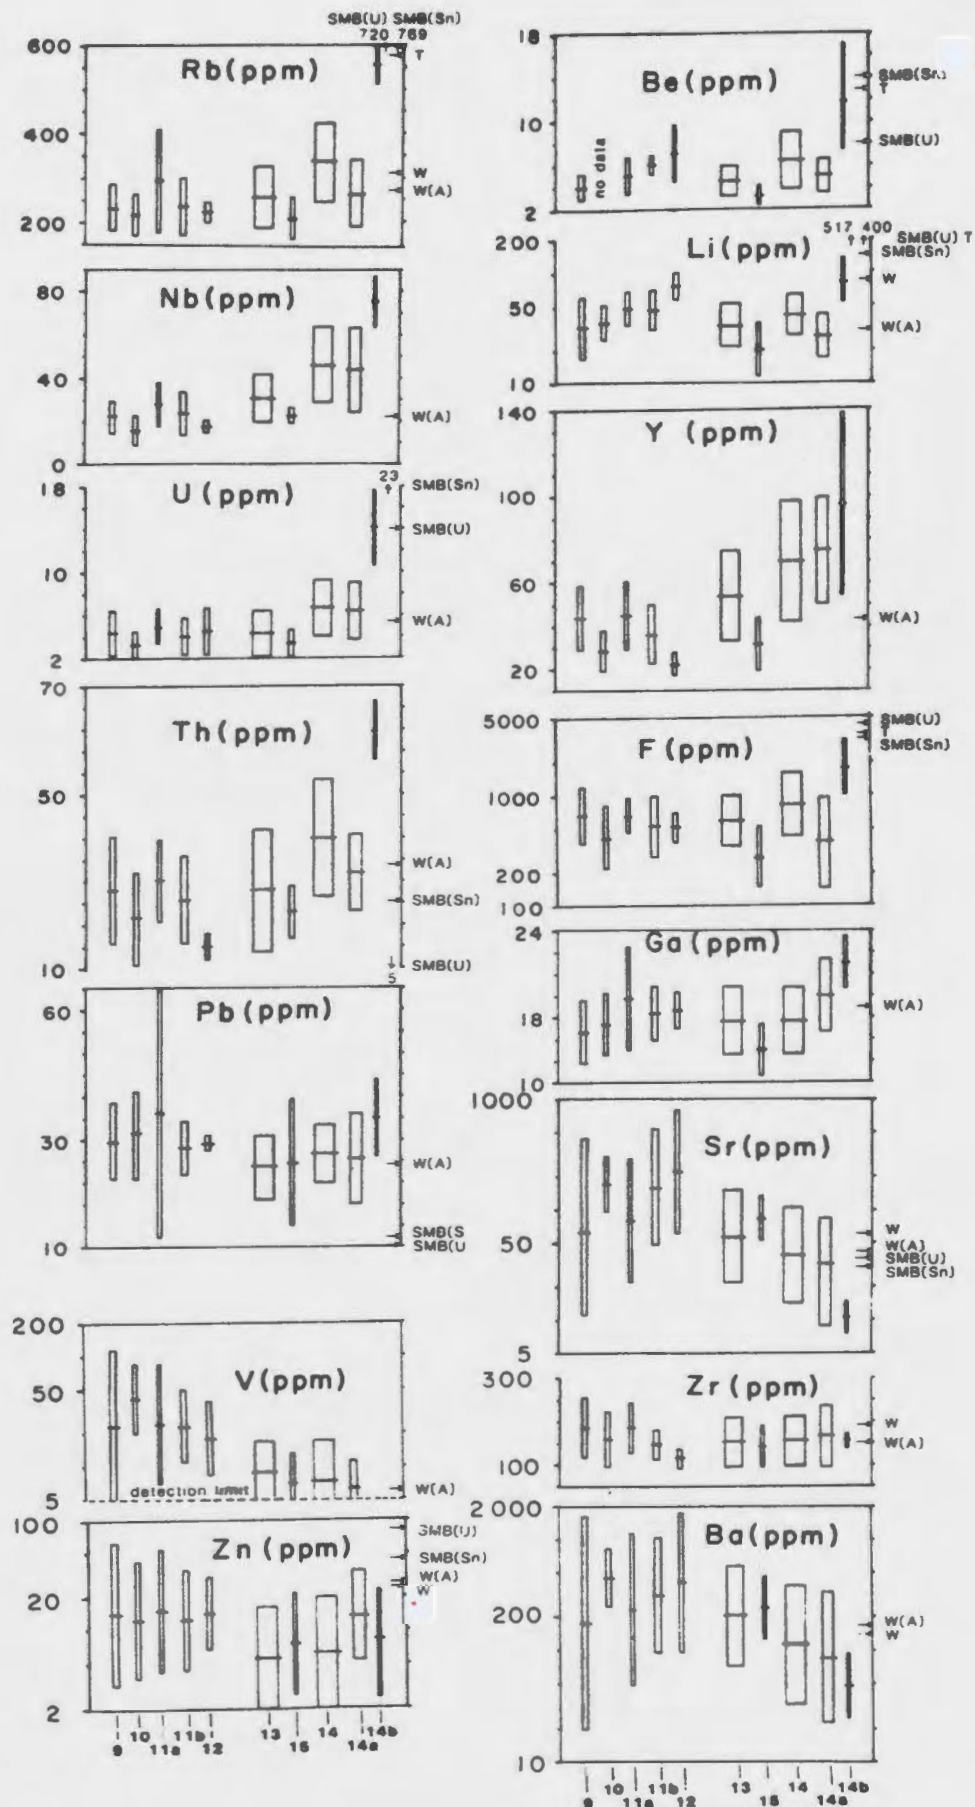 SMB(U) SMB(Sn)
720 769
600
400
200
Rb(ppm)
T
W
W(A)
80
40
0
Nb(ppm)
W(A)
18
10
2
U(ppm)
23
SMB(Sn)
SMB(U)
W(A)
70
50
10
Th(ppm)
W(A)
SMB(Sn)
SMB(U)
5
60
30
10
Pb(ppm)
W(A)
SMB(S
SMB(U
200
50
5
V(ppm)
detection limit
W(A)
100
20
2
Zn(ppm)
SMB(U)
SMB(Sn)
W(A)
W
9 10 11a 11b 12 13 15 14 14a 14b
18
10
2
Be(ppm)
no data
SMB(Sn)
T
SMB(U)
517 400
200
50
10
Li(ppm)
SMB(U) T
SMB(Sn)
W
W(A)
140
100
60
20
Y (ppm)
W(A)
5000
1000
200
100
F(ppm)
SMB(U)
T
SMB(Sn)
24
18
10
Ga(ppm)
W(A)
1000
50
5
Sr(ppm)
W
W(A)
SMB(U)
SMB(Sn)
300
100
Zr(ppm)
W
W(A)
2000
200
10
Ba(ppm)
W(A)
W
9 10 11a 11b 12 13 15 14 14a 14b